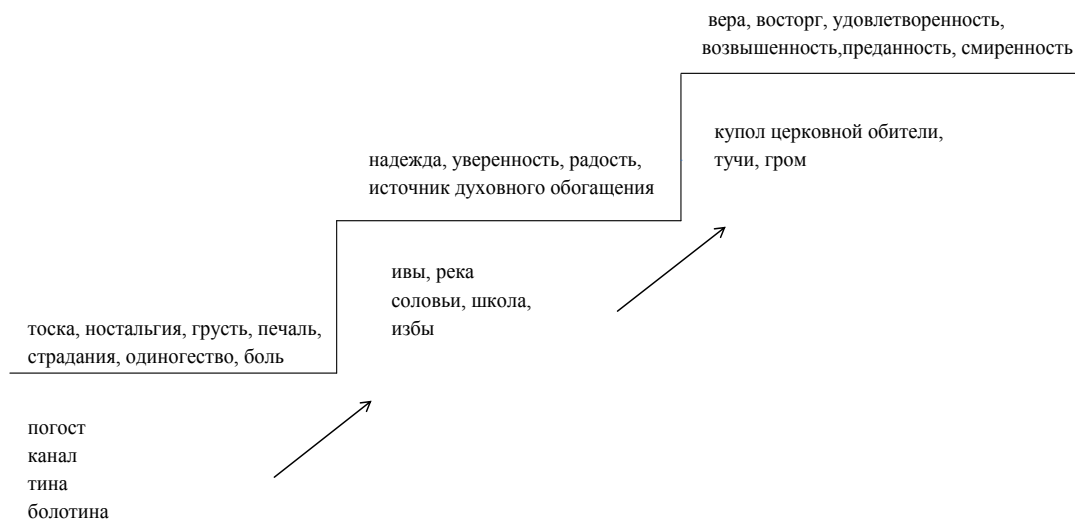 вера, восторг, удовлетворенность,
возвышенность,преданность, смиренность
купол церковной обители,
тучи, гром
надежда, уверенность, радость,
источник духовного обогащения
ивы, река
соловьи, школа,
избы
тоска, ностальгия, грусть, печаль,
страдания, одиногество, боль
погост
канал
тина
болотина